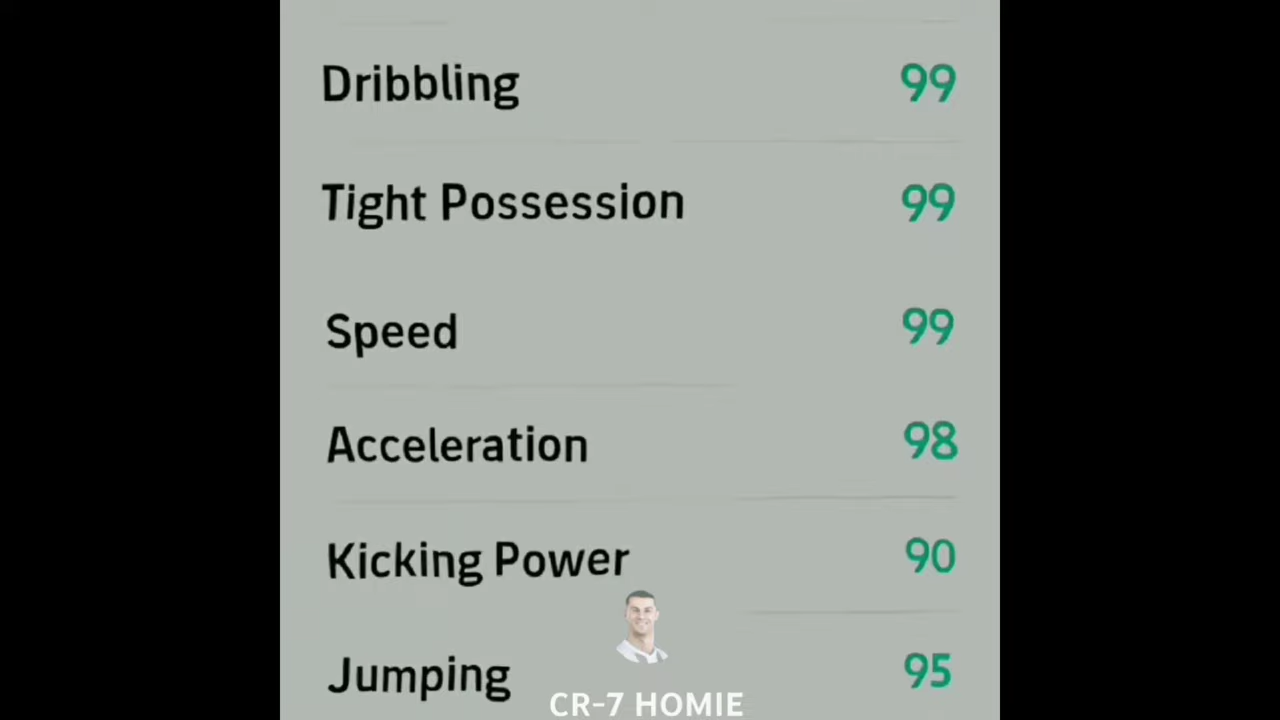 Dribbling 99
Tight Possession 99
Speed 99
Acceleration 98
Kicking Power 90
Jumping 95
CR-7 HOMIE